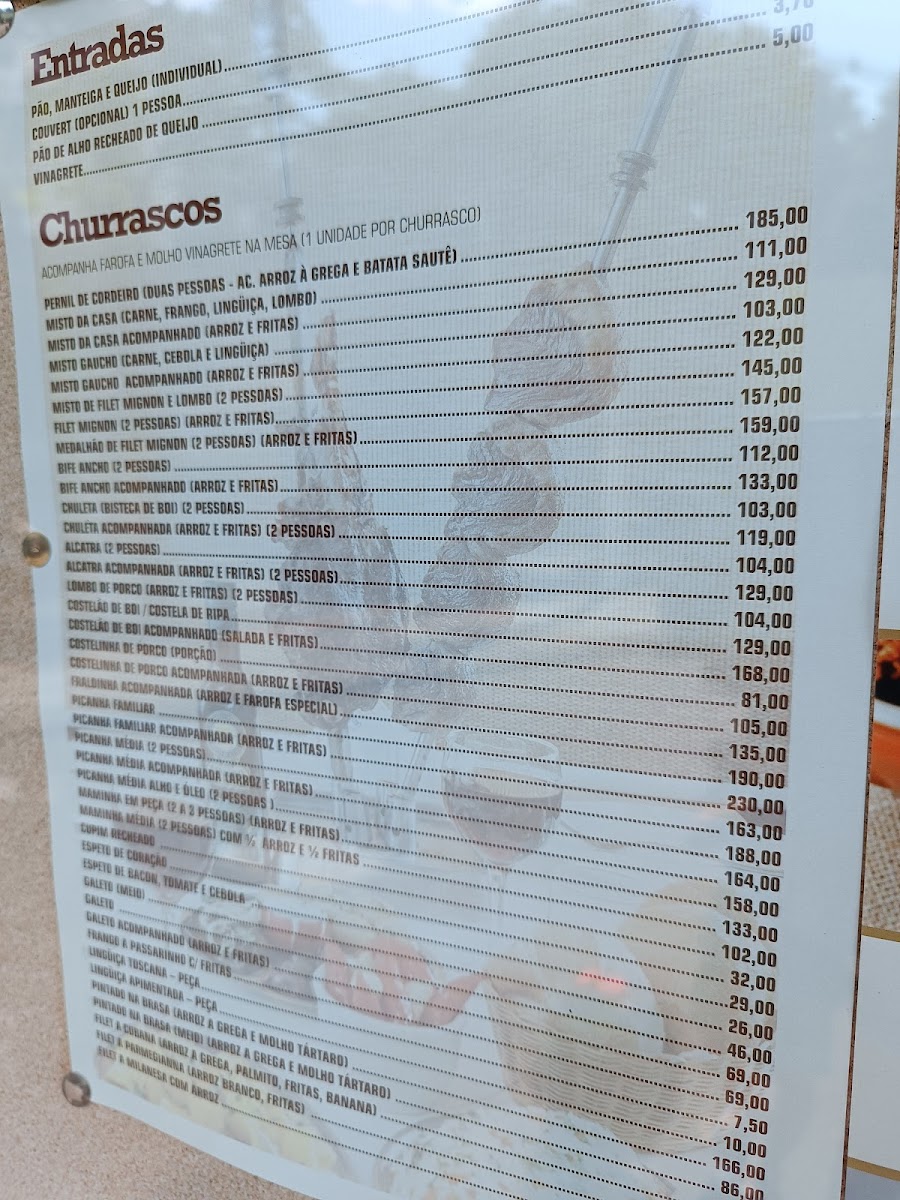 Entradas
PÃO, MANTEIGA E QUEIJO (INDIVIDUAL)
COUVERT (OPCIONAL) 1 PESSOA
PÃO DE ALHO RECHEADO DE QUEIJO 3,70
VINAGRETE 5,00
Churrascos
ACOMPANHA FAROFA E MOLHO VINAGRETE NA MESA (1 UNIDADE POR CHURRASCO)
PERNIL DE CORDEIRO (DUAS PESSOAS - AC. ARROZ À GREGA E BATATA SAUTÊ) 185,00
MISTO DA CASA (CARNE, FRANGO, LINGÜIÇA, LOMBO) 111,00
MISTO DA CASA ACOMPANHADO (ARROZ E FRITAS) 129,00
MISTO GAUCHO (CARNE, CEBOLA E LINGÜIÇA) 103,00
MISTO GAUCHO ACOMPANHADO (ARROZ E FRITAS) 122,00
MISTO DE FILET MIGNON E LOMBO (2 PESSOAS) 145,00
FILET MIGNON (2 PESSOAS) (ARROZ E FRITAS) 157,00
MEDALHÃO DE FILET MIGNON (2 PESSOAS) (ARROZ E FRITAS) 159,00
BIFE ANCHO (2 PESSOAS) 112,00
BIFE ANCHO ACOMPANHADO (ARROZ E FRITAS) 133,00
CHULETA (BISTECA DE BOI) (2 PESSOAS) 103,00
CHULETA ACOMPANHADA (ARROZ E FRITAS) (2 PESSOAS) 119,00
ALCATRA (2 PESSOAS) 104,00
ALCATRA ACOMPANHADA (ARROZ E FRITAS) (2 PESSOAS) 129,00
LOMBO DE PORCO (ARROZ E FRITAS) (2 PESSOAS) 104,00
COSTELÃO DE BOI / COSTELA DE RIPA 129,00
COSTELÃO DE BOI ACOMPANHADO (SALADA E FRITAS) 168,00
COSTELINHA DE PORCO (PORÇÃO) 81,00
COSTELINHA DE PORCO ACOMPANHADA (ARROZ E FRITAS) 105,00
FRALDINHA ACOMPANHADA (ARROZ E FAROFA ESPECIAL) 135,00
PICANHA FAMILIAR 190,00
PICANHA FAMILIAR ACOMPANHADA (ARROZ E FRITAS) 230,00
PICANHA MÉDIA (2 PESSOAS) 163,00
PICANHA MÉDIA ACOMPANHADA (ARROZ E FRITAS) 188,00
PICANHA MÉDIA ALHO E ÓLEO (2 PESSOAS ) 164,00
MAMINHA EM PEÇA (2 A 3 PESSOAS) (ARROZ E FRITAS) 158,00
MAMINHA MÉDIA (2 PESSOAS) COM ½ ARROZ E ½ FRITAS 133,00
CUPIM RECHEADO 102,00
ESPETO DE CORAÇÃO 32,00
ESPETO DE BACON, TOMATE E CEBOLA 29,00
GALETO (MEIO) 26,00
GALETO 46,00
GALETO ACOMPANHADO (ARROZ E FRITAS) 69,00
FRANGO A PASSARINHO C/ FRITAS 69,00
LINGÜIÇA TOSCANA – PEÇA 7,50
LINGÜIÇA APIMENTADA – PEÇA 10,00
PINTADO NA BRASA (ARROZ A GREGA E MOLHO TÁRTARO) 166,00
PINTADO NA BRASA (MEIO) (ARROZ A GREGA E MOLHO TÁRTARO) 86,00
FILET A CUBANA (ARROZ A GREGA, PALMITO, FRITAS, BANANA)
FILET A PARMEGIANNA (ARROZ BRANCO, FRITAS)
FILET A MILANESA COM ARROZ